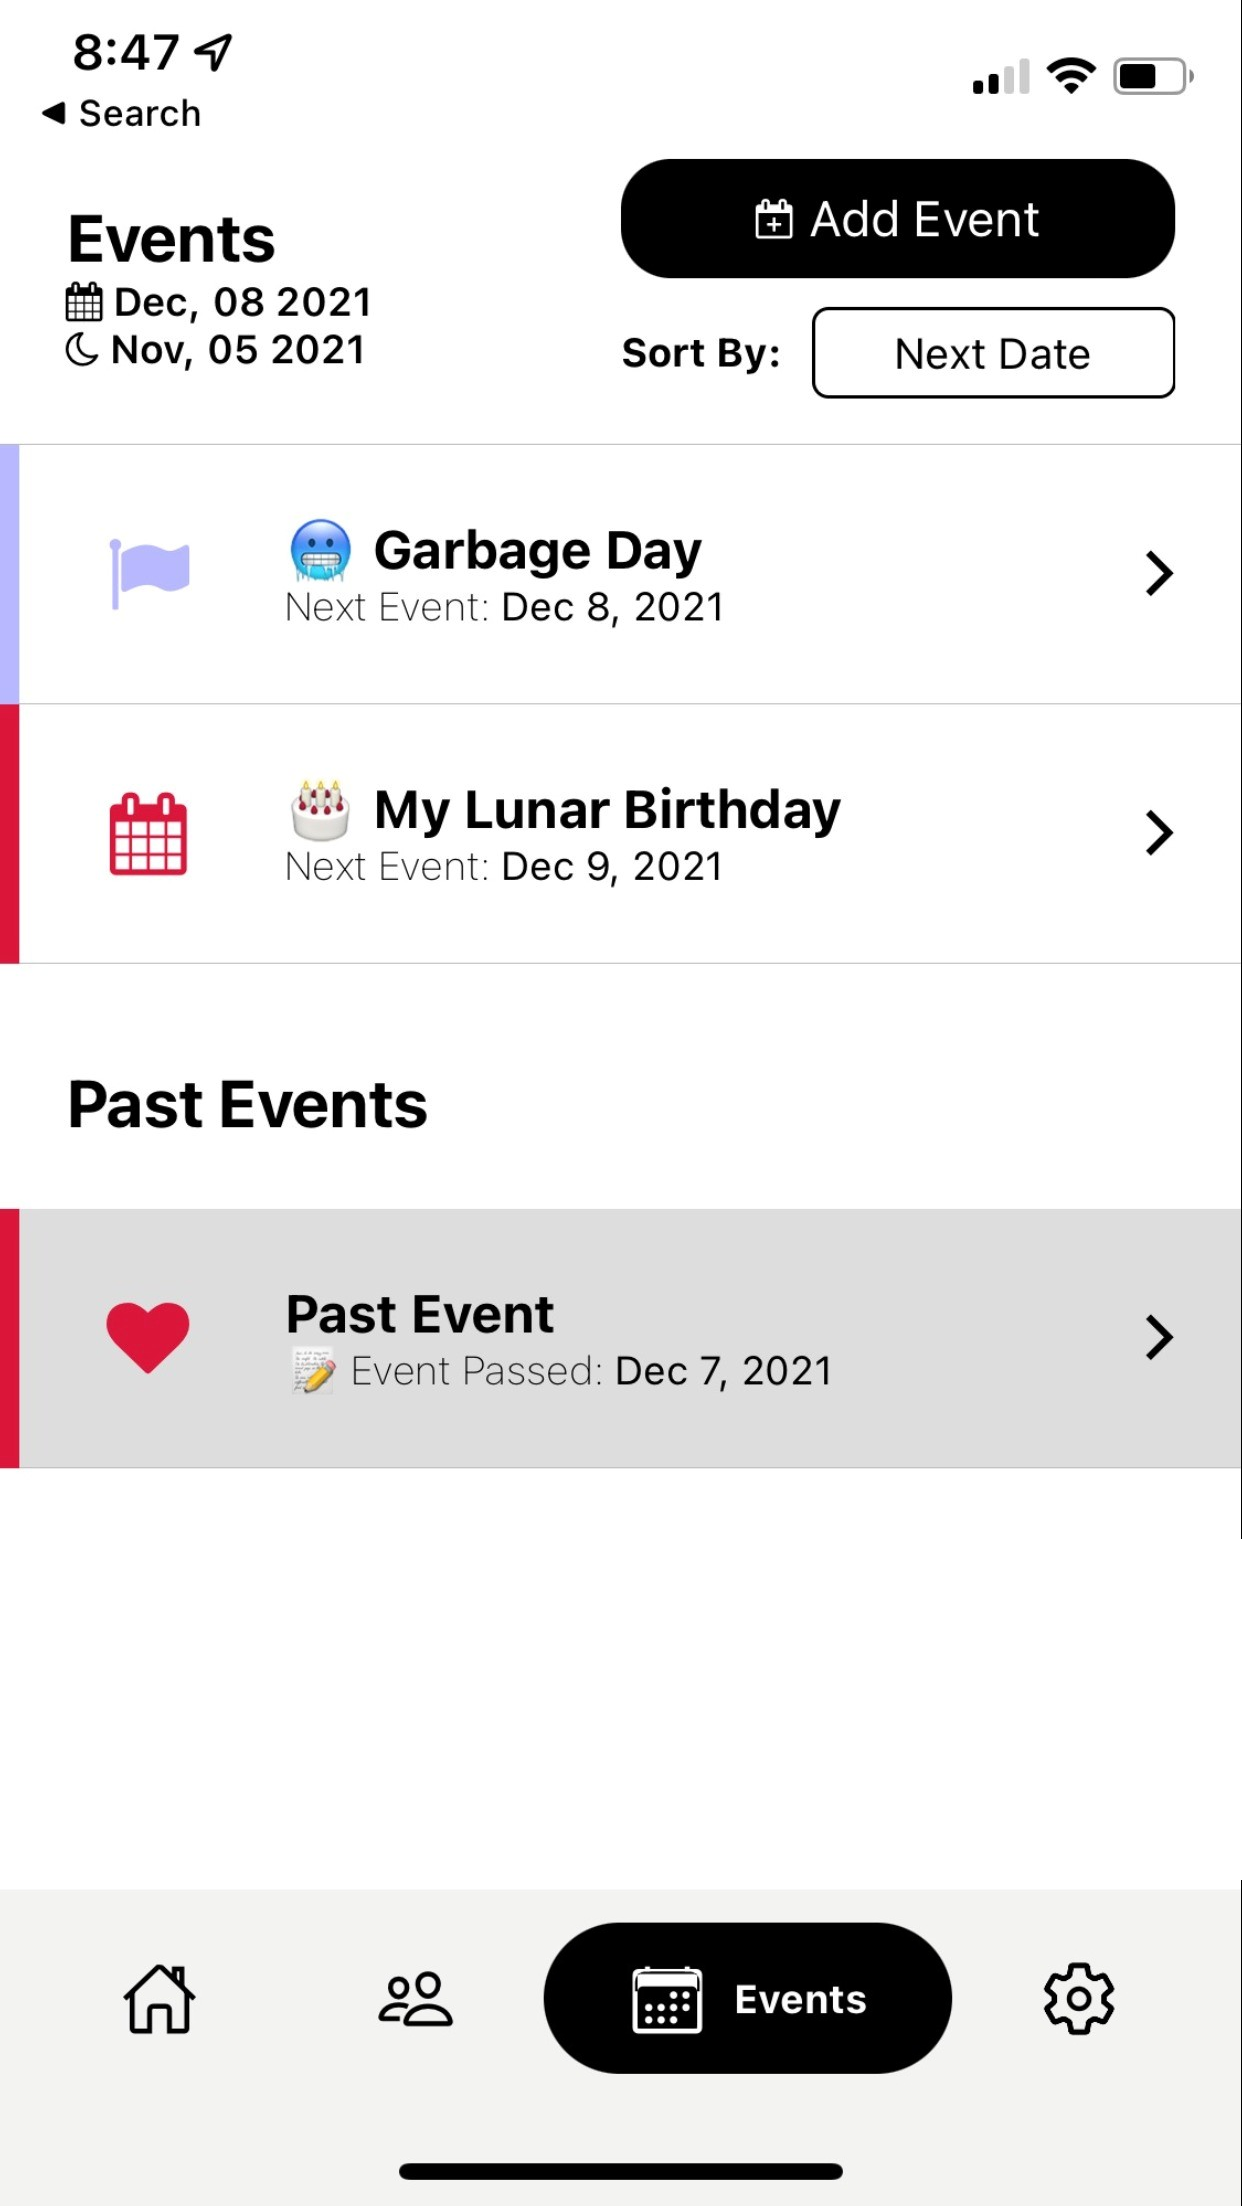 8:47
◀ Search
Events
Dec, 08 2021
Nov, 05 2021
Add Event
Sort By: Next Date
🥶 Garbage Day
Next Event: Dec 8, 2021
🎂 My Lunar Birthday
Next Event: Dec 9, 2021
Past Events
Past Event
📝 Event Passed: Dec 7, 2021
Events